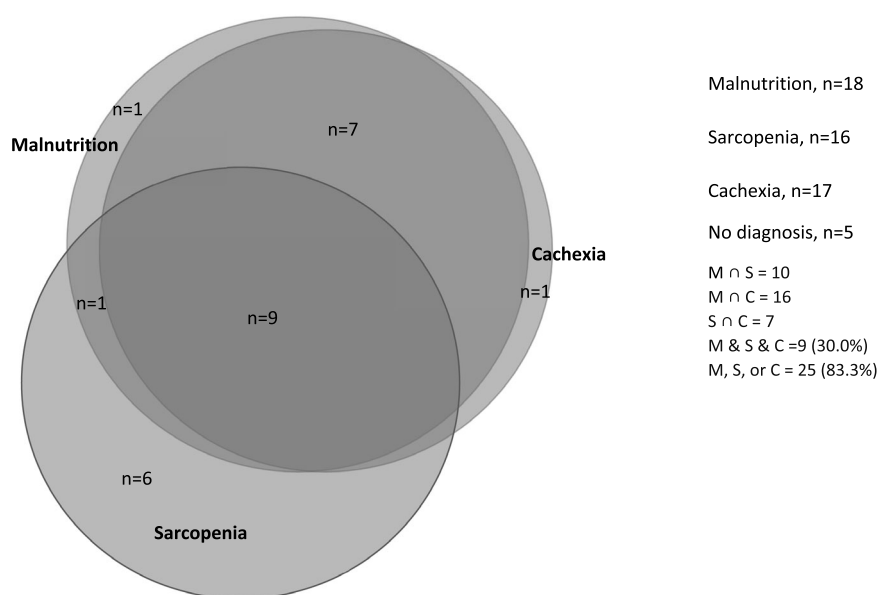 n=1
n=7
Malnutrition
Cachexia
n=1
n=1
n=9
n=6
Sarcopenia
Malnutrition, n=18
Sarcopenia, n=16
Cachexia, n=17
No diagnosis, n=5
M ∩ S = 10
M ∩ C = 16
S ∩ C = 7
M & S & C =9 (30.0%)
M, S, or C = 25 (83.3%)